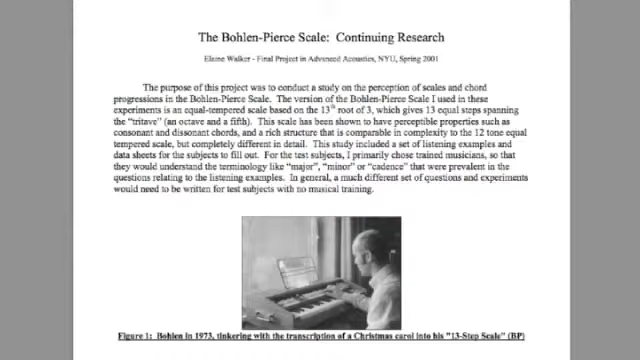 The Bohlen-Pierce Scale: Continuing Research
Elaine Walker - Final Project in Advanced Acoustics, NYU, Spring 2001
The purpose of this project was to conduct a study on the perception of scales and chord
progressions in the Bohlen-Pierce Scale. The version of the Bohlen-Pierce Scale I used in these
experiments is an equal-tempered scale based on the 13th root of 3, which gives 13 equal steps spanning
the “tritave” (an octave and a fifth). This scale has been shown to have perceptible properties such as
consonant and dissonant chords, and a rich structure that is comparable in complexity to the 12 tone equal
tempered scale, but completely different in detail. This study included a set of listening examples and
data sheets for the subjects to fill out. For the test subjects, I primarily chose trained musicians, so that
they would understand the terminology like “major”, “minor” or “cadence” that were prevalent in the
questions relating to the listening examples. In general, a much different set of questions and experiments
would need to be written for test subjects with no musical training.
Figure 1: Bohlen in 1973, tinkering with the transcription of a Christmas carol into his "13-Step Scale" (BP)